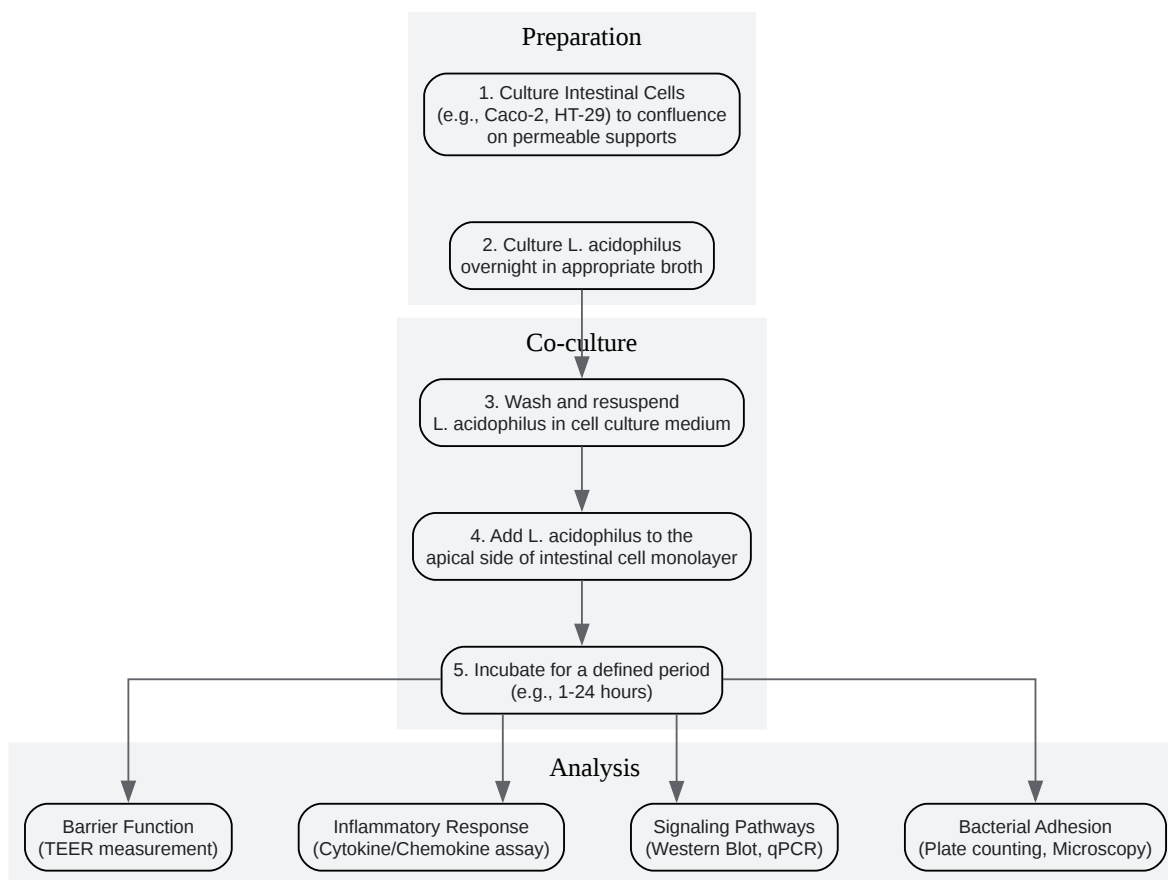 Preparation
1. Culture Intestinal Cells
(e.g., Caco-2, HT-29) to confluence
on permeable supports
2. Culture L. acidophilus
overnight in appropriate broth
Co-culture
3. Wash and resuspend
L. acidophilus in cell culture medium
4. Add L. acidophilus to the
apical side of intestinal cell monolayer
5. Incubate for a defined period
(e.g., 1-24 hours)
Analysis
Barrier Function
(TEER measurement)
Inflammatory Response
(Cytokine/Chemokine assay)
Signaling Pathways
(Western Blot, qPCR)
Bacterial Adhesion
(Plate counting, Microscopy)